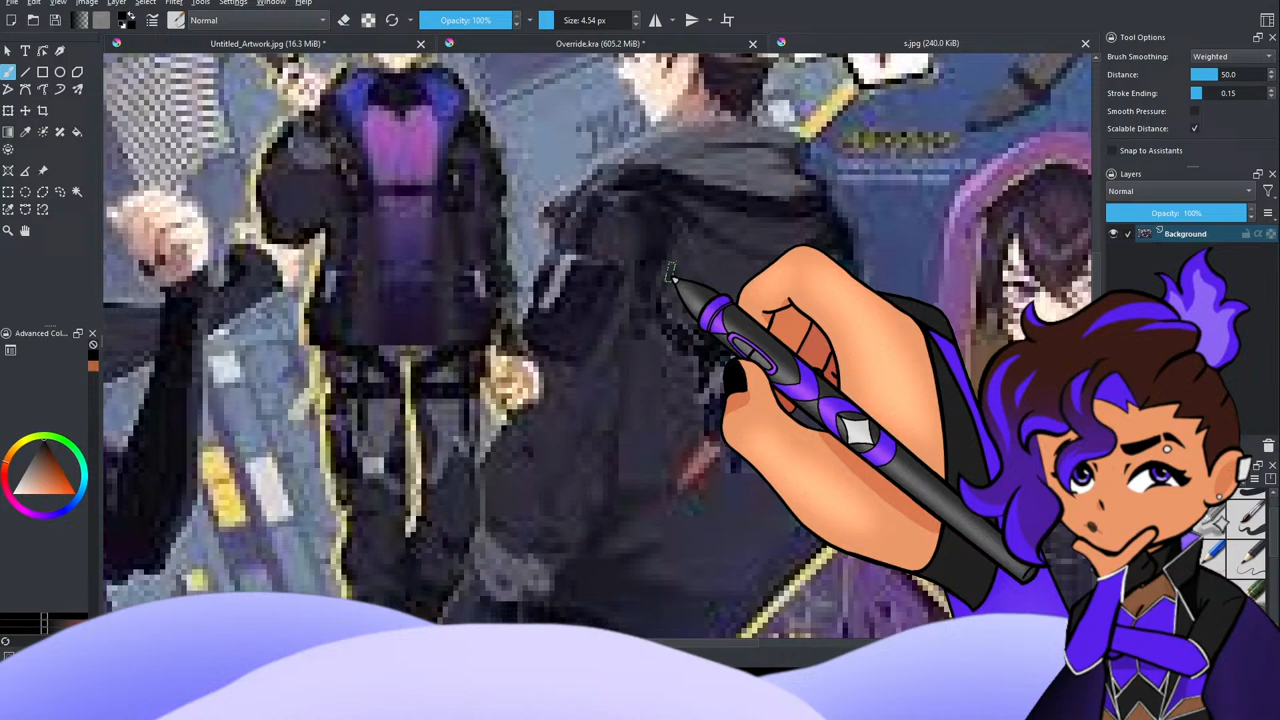 File Edit View Image Layer Select Filter Tools Settings Window Help
Normal
Opacity: 100%
Size: 4.54 px
Untitled_Artwork.jpg (16.3 MiB) *
Override.kra (605.2 MiB) *
s.jpg (240.0 KiB)
Tool Options
Brush Smoothing:
Weighted
Distance:
50.0
Stroke Ending:
0.15
Smooth Pressure:
Scalable Distance:
Snap to Assistants
Layers
Normal
Opacity: 100%
Background
Advanced Co...